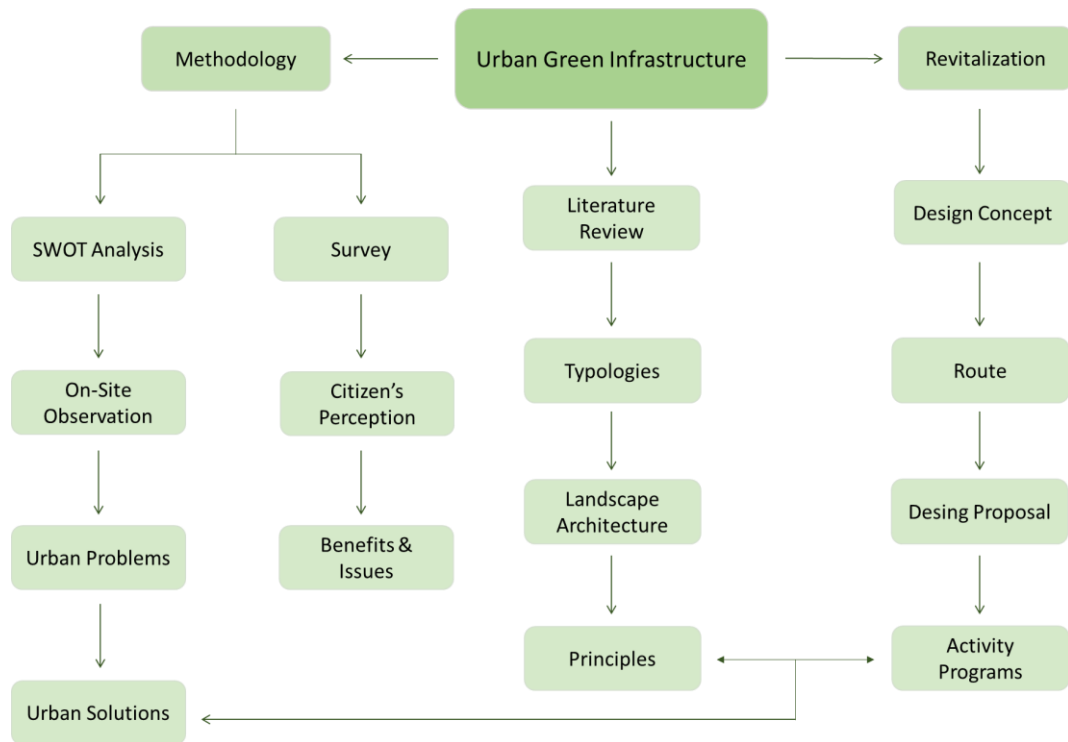 Methodology
Urban Green Infrastructure
Revitalization
SWOT Analysis
Survey
Literature
Review
Design Concept
On-Site
Observation
Citizen’s
Perception
Typologies
Route
Urban Problems
Benefits &
Issues
Landscape
Architecture
Desing Proposal
Urban Solutions
Principles
Activity
Programs